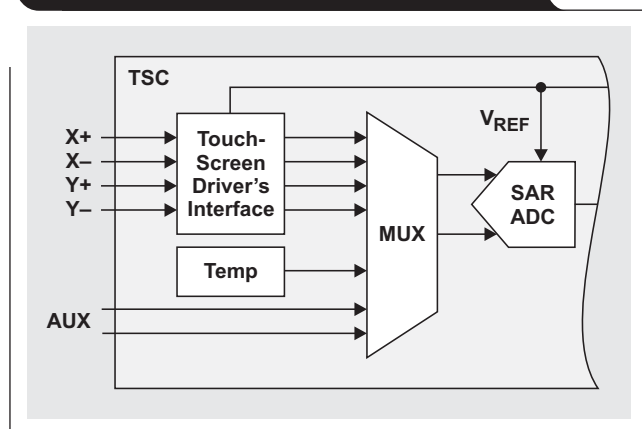 TSC
VREF
X+
X–
Y+
Y–
Touch-
Screen
Driver's
Interface
MUX
SAR
ADC
Temp
AUX